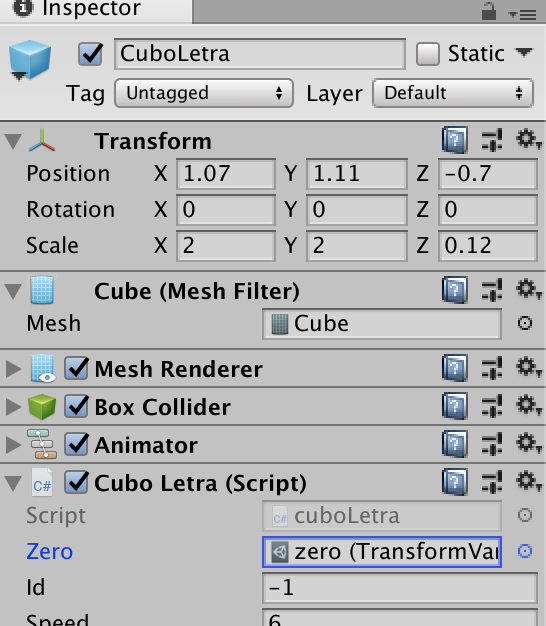 Inspector
CuboLetra Static
Tag Untagged Layer Default
Transform
Position X 1.07 Y 1.11 Z -0.7
Rotation X 0 Y 0 Z 0
Scale X 2 Y 2 Z 0.12
Cube (Mesh Filter)
Mesh Cube
Mesh Renderer
Box Collider
Animator
C# Cubo Letra (Script)
Script C# cuboLetra
Zero zero (TransformVar
Id -1
Speed 6